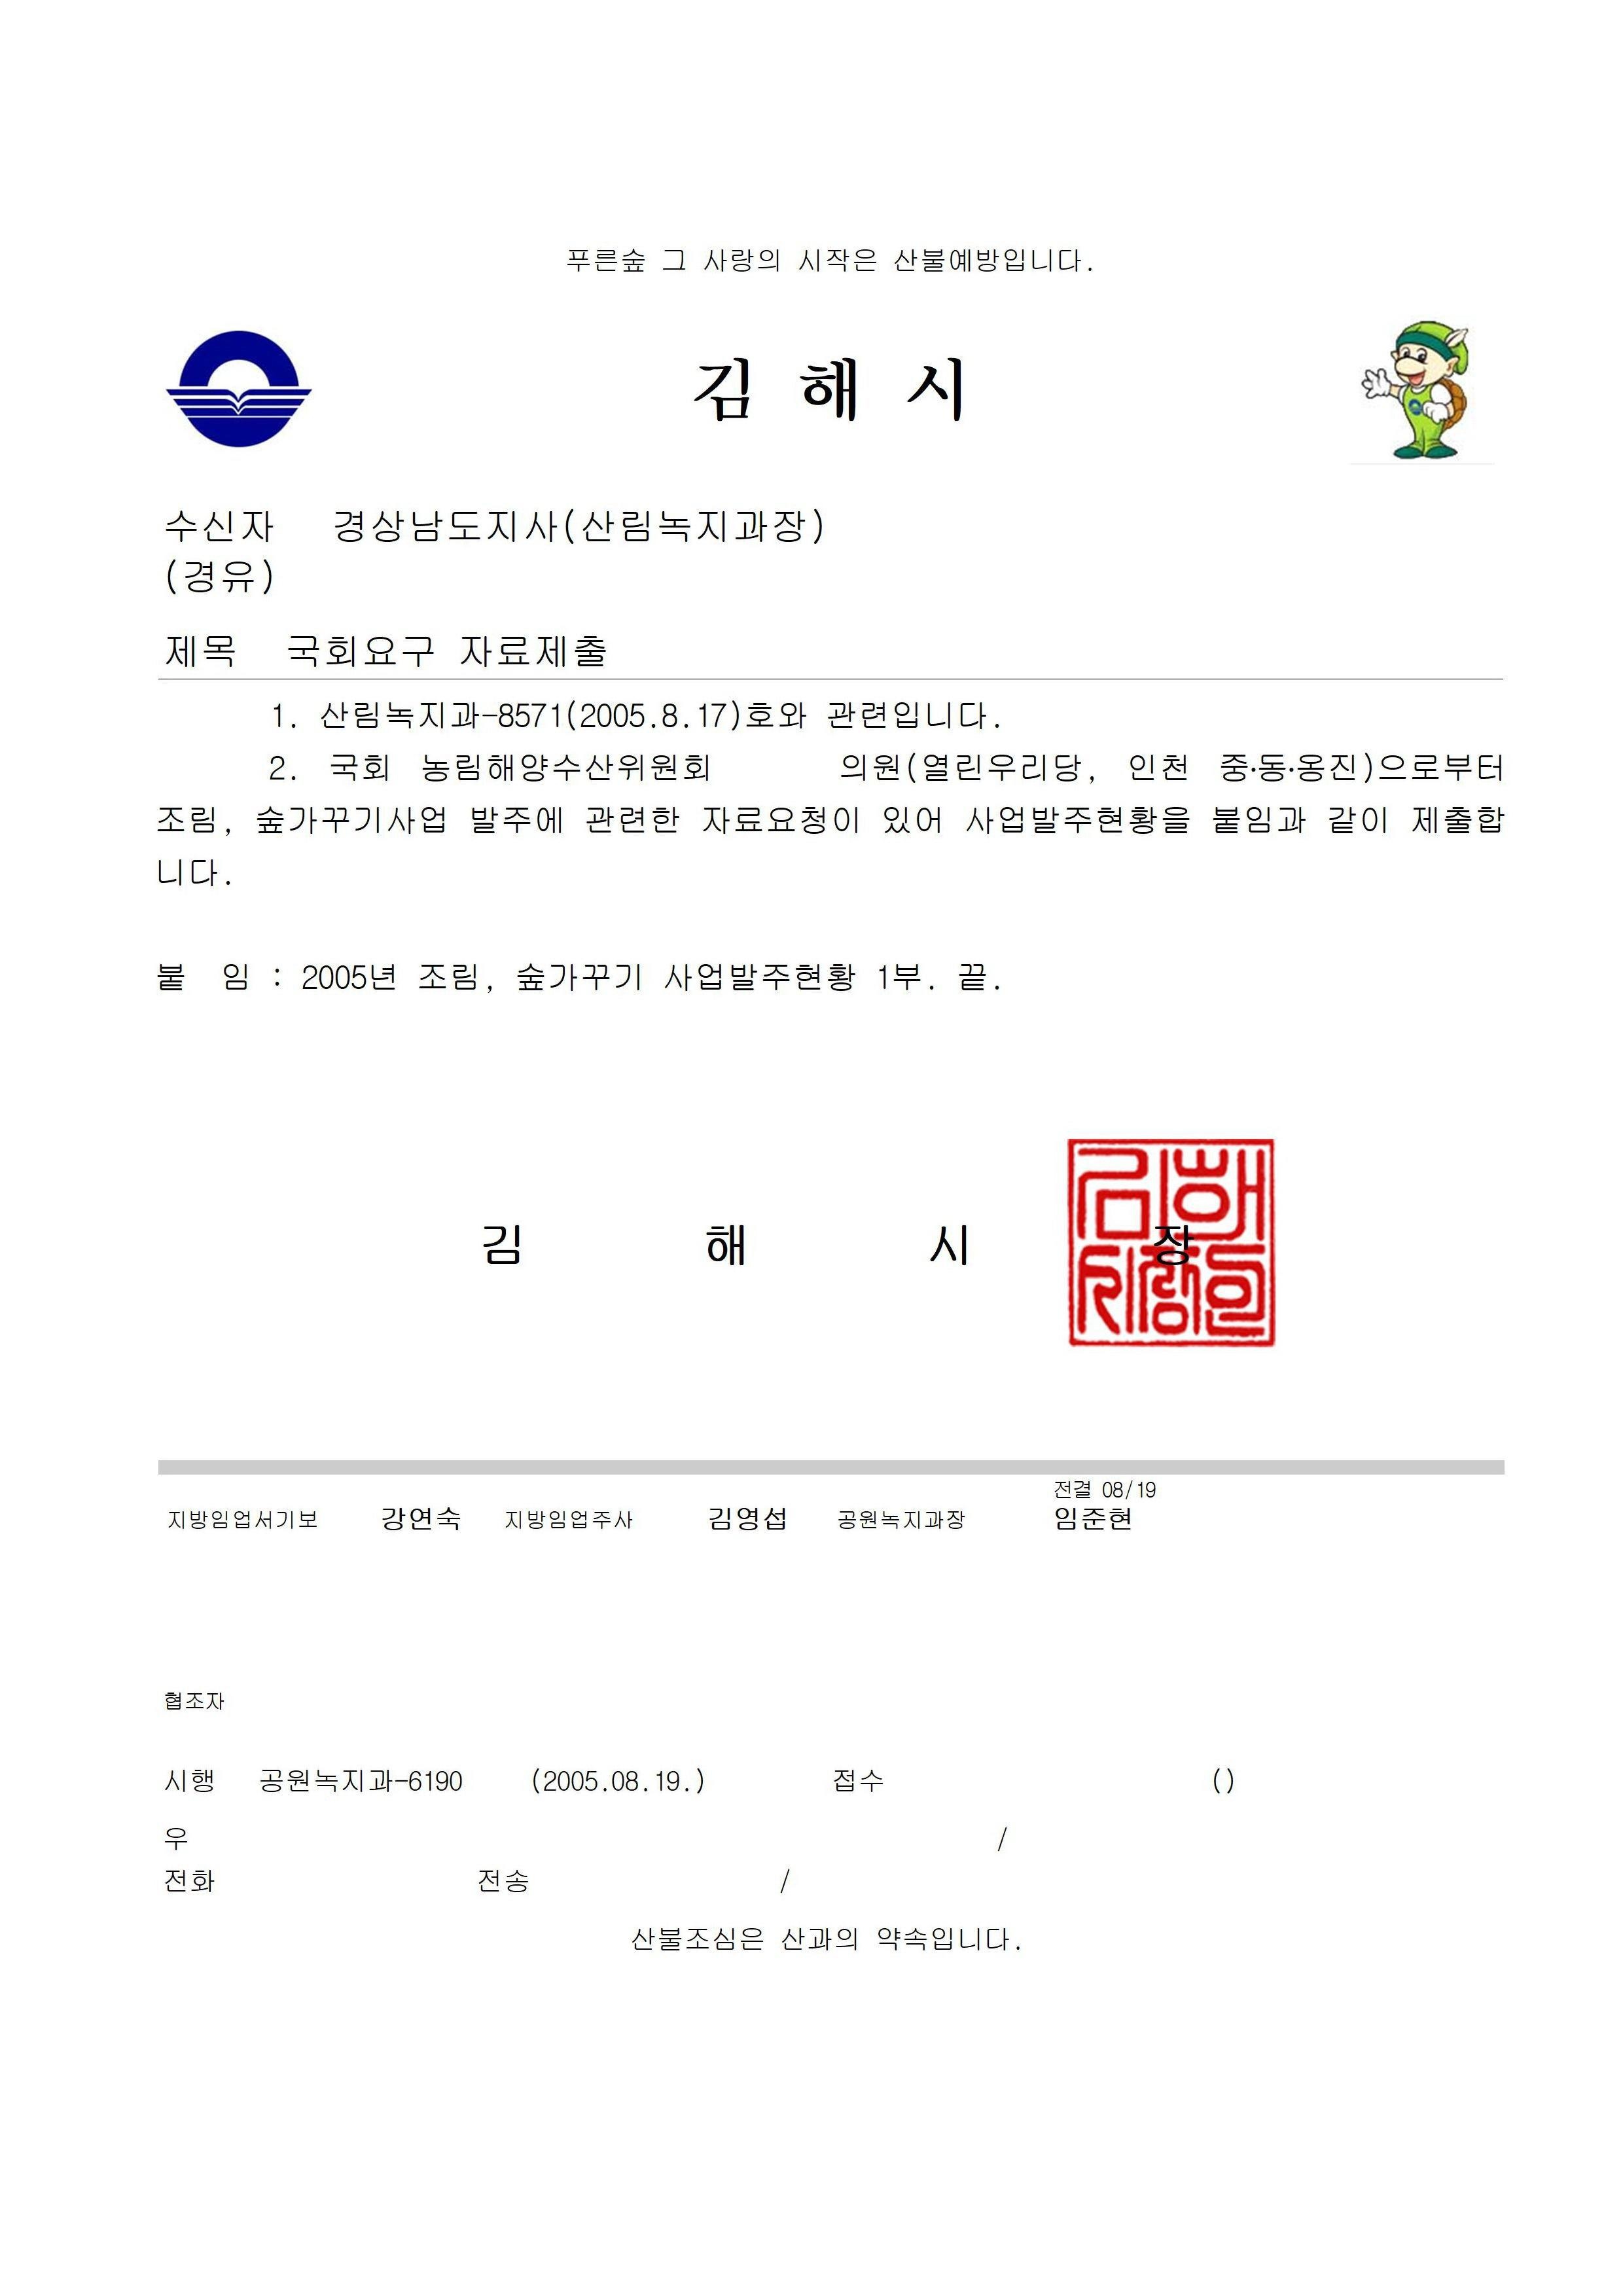 푸른숲 그 사랑의 시작은 산불예방입니다.
김 해 시
수신자 경상남도지사(산림녹지과장)
(경유)
제목 국회요구 자료제출
1. 산림녹지과-8571(2005.8.17)호와 관련입니다.
2. 국회 농림해양수산위원회 의원(열린우리당, 인천 중·동·옹진)으로부터
조림, 숲가꾸기사업 발주에 관련한 자료요청이 있어 사업발주현황을 붙임과 같이 제출합
니다.
붙 임 : 2005년 조림, 숲가꾸기 사업발주현황 1부. 끝.
김 해 시 장
전결 08/19
지방임업서기보 강연숙 지방임업주사 김영섭 공원녹지과장 임준현
협조자
시행 공원녹지과-6190 (2005.08.19.) 접수 ()
우 /
전화 전송 /
산불조심은 산과의 약속입니다.